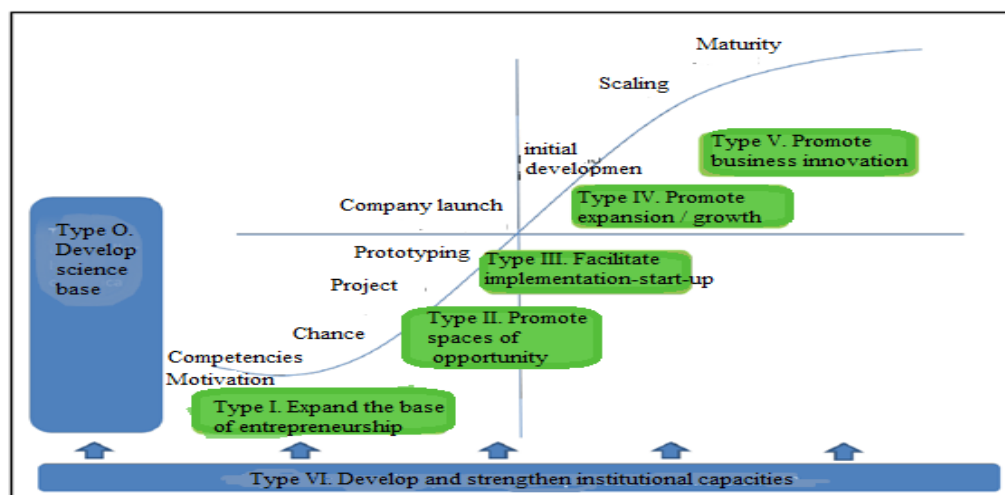 Maturity
Scaling
initial
developmen
Type V. Promote
business innovation
Type IV. Promote
expansion / growth
Company launch
Type O.
Develop
science
base
Prototyping
Type III. Facilitate
implementation-start-up
Project
Type II. Promote
spaces of
opportunity
Chance
Competencies
Motivation
Type I. Expand the base
of entrepreneurship
Type VI. Develop and strengthen institutional capacities